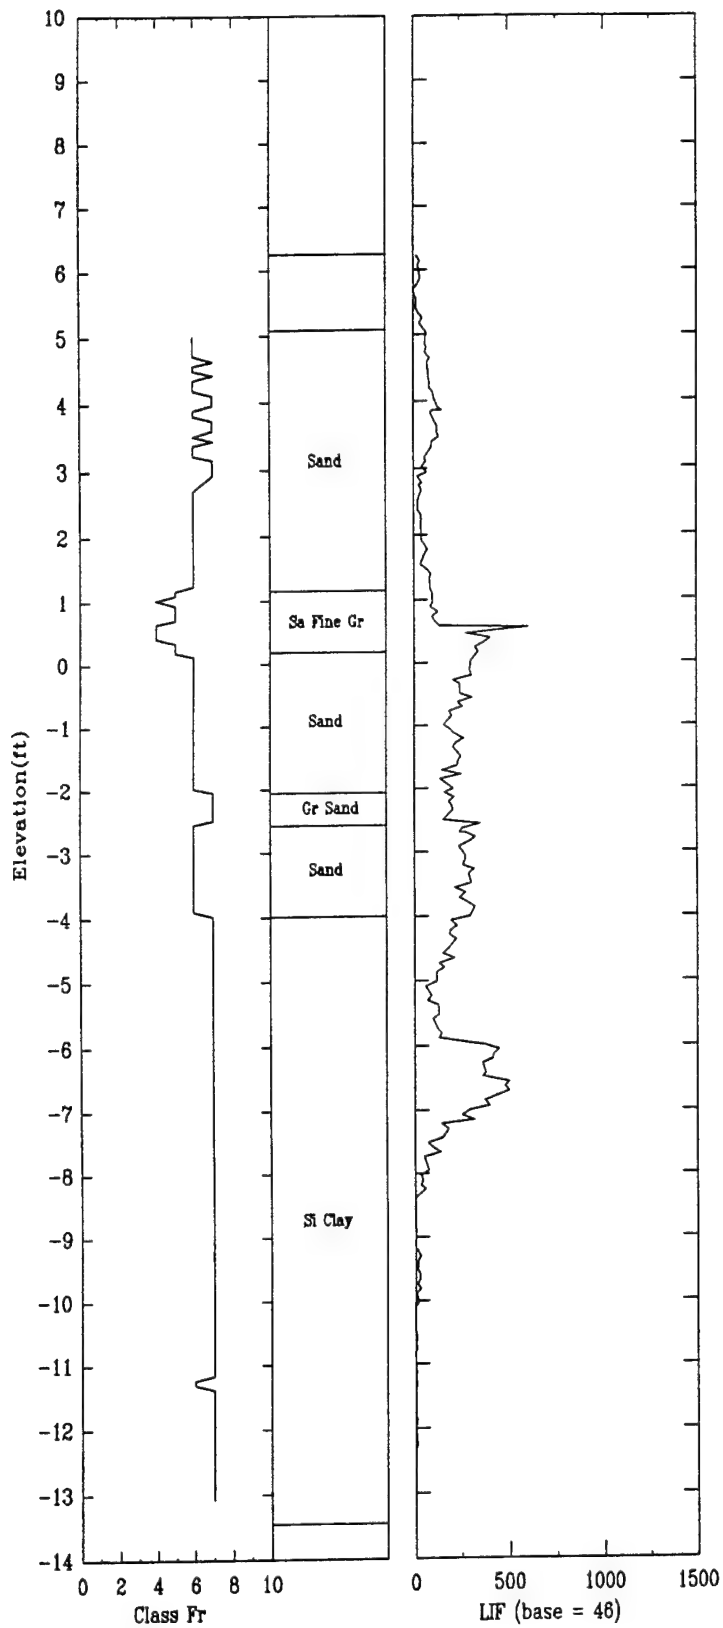 10
9
8
7
6
5
4
3
2
1
0
-1
-2
-3
-4
-5
-6
-7
-8
-9
-10
-11
-12
-13
-14
Elevation(ft)
Sand
Sa Fine Gr
Sand
Gr Sand
Sand
Si Clay
0 2 4 6 8 10
Class Fr
0 500 1000 1500
LIF (base = 46)